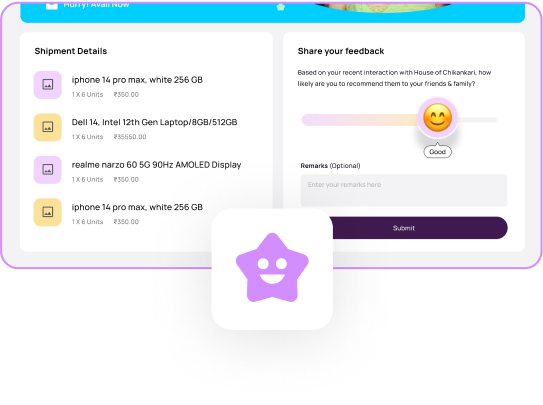 Hurry! Avail Now
Shipment Details
iphone 14 pro max, white 256 GB
1 X 6 Units ₹350.00
Dell 14, Intel 12th Gen Laptop/8GB/512GB
1 X 6 Units ₹35550.00
realme narzo 60 5G 90Hz AMOLED Display
1 X 6 Units ₹350.00
iphone 14 pro max, white 256 GB
1 X 6 Units ₹350.00
Share your feedback
Based on your recent interaction with House of Chikankari, how
likely are you to recommend them to your friends & family?
Good
Remarks (Optional)
Enter your remarks here
Submit